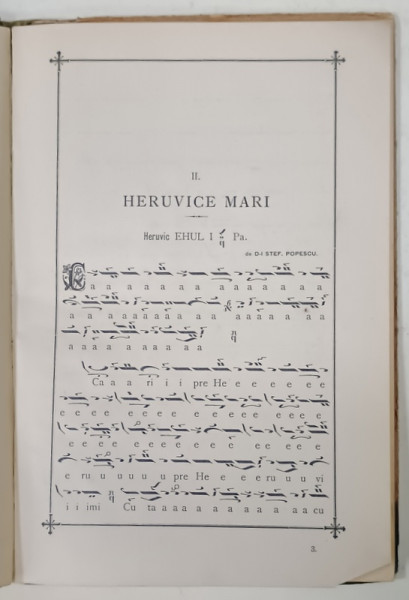 II.
HERUVICE MARI
Heruvic EHUL I Pa.
de D-l STEF. POPESCU.
a a a a a a a a a a a
a a a a a a a a a a a a a a a
a a a a a a a a a
Ca a a ri i i pre He e e e e e
e e e e e e e e e e e e e e e e
e e e e e e e e e e e e e e e
e ru u u u u pre He e e e ru u u vi
i i imi Cu ta a a a a a a a a a a cu
3.